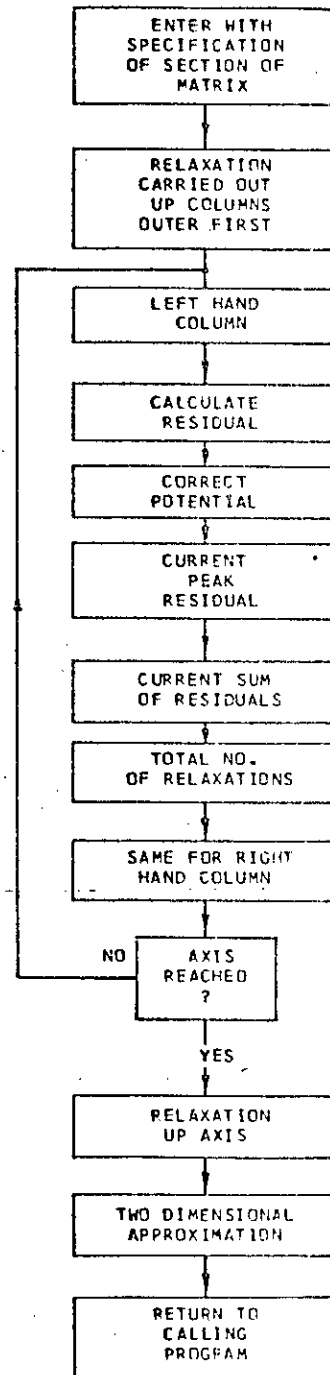 ENTER WITH
SPECIFICATION
OF SECTION OF
MATRIX
RELAXATION
CARRIED OUT
UP COLUMNS
OUTER FIRST
LEFT HAND
COLUMN
CALCULATE
RESIDUAL
CORRECT
POTENTIAL
CURRENT
PEAK
RESIDUAL
CURRENT SUM
OF RESIDUALS
TOTAL NO.
OF RELAXATIONS
SAME FOR RIGHT
HAND COLUMN
NO
AXIS
REACHED
?
YES
RELAXATION
UP AXIS
TWO DIMENSIONAL
APPROXIMATION
RETURN TO
CALLING
PROGRAM